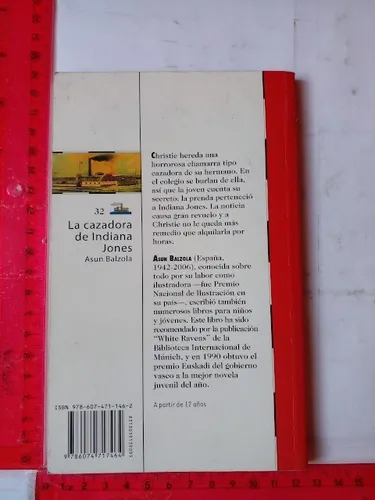 32
La cazadora
de Indiana
Jones
Asun Balzola
Christie hereda una
horrorosa chamarra tipo
cazadora de su hermano. En
el colegio se burlan de ella,
así que la joven cuenta su
secreto: la prenda perteneció
a Indiana Jones. La noticia
causa gran revuelo y a
Christie no le queda más
remedio que alquilarla por
horas.
ASUN BALZOLA (España,
1942-2006), conocida sobre
todo por su labor como
ilustradora —fue Premio
Nacional de Ilustración en
su país—, escribió también
numerosos libros para niños
y jóvenes. Este libro ha sido
recomendado por la publicación
"White Ravens" de la
Biblioteca Internacional de
Múnich, y en 1990 obtuvo el
premio Euskadi del gobierno
vasco a la mejor novela
juvenil del año.
A partir de 12 años
ISBN 978-607-471-146-2